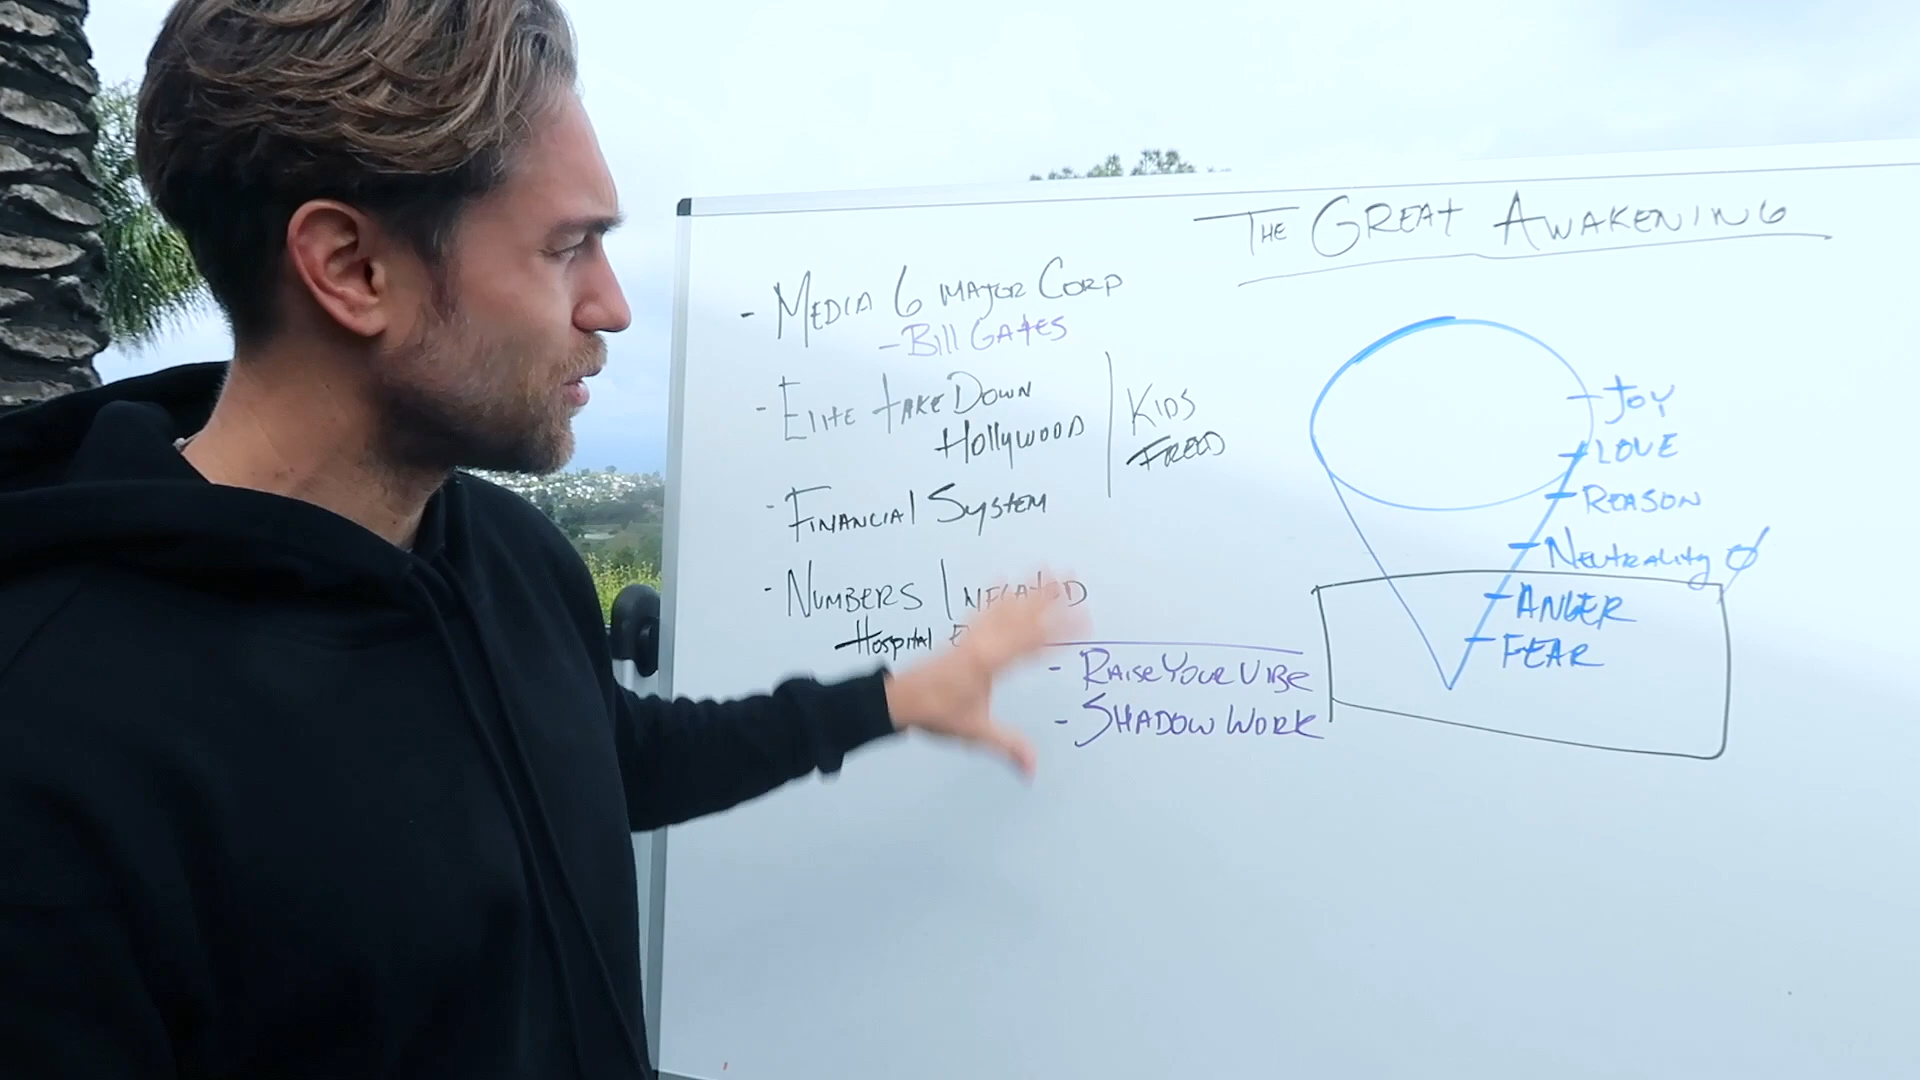 The Great Awakening
- Media 6 Major Corp
- Bill Gates
- Elite Take Down
Hollywood
Kids
Freed
- Financial System
- Numbers | Inflated
Hospital
- Raise Your Vibe
- Shadow Work
Joy
Love
Reason
Neutrality Ø
Anger
Fear